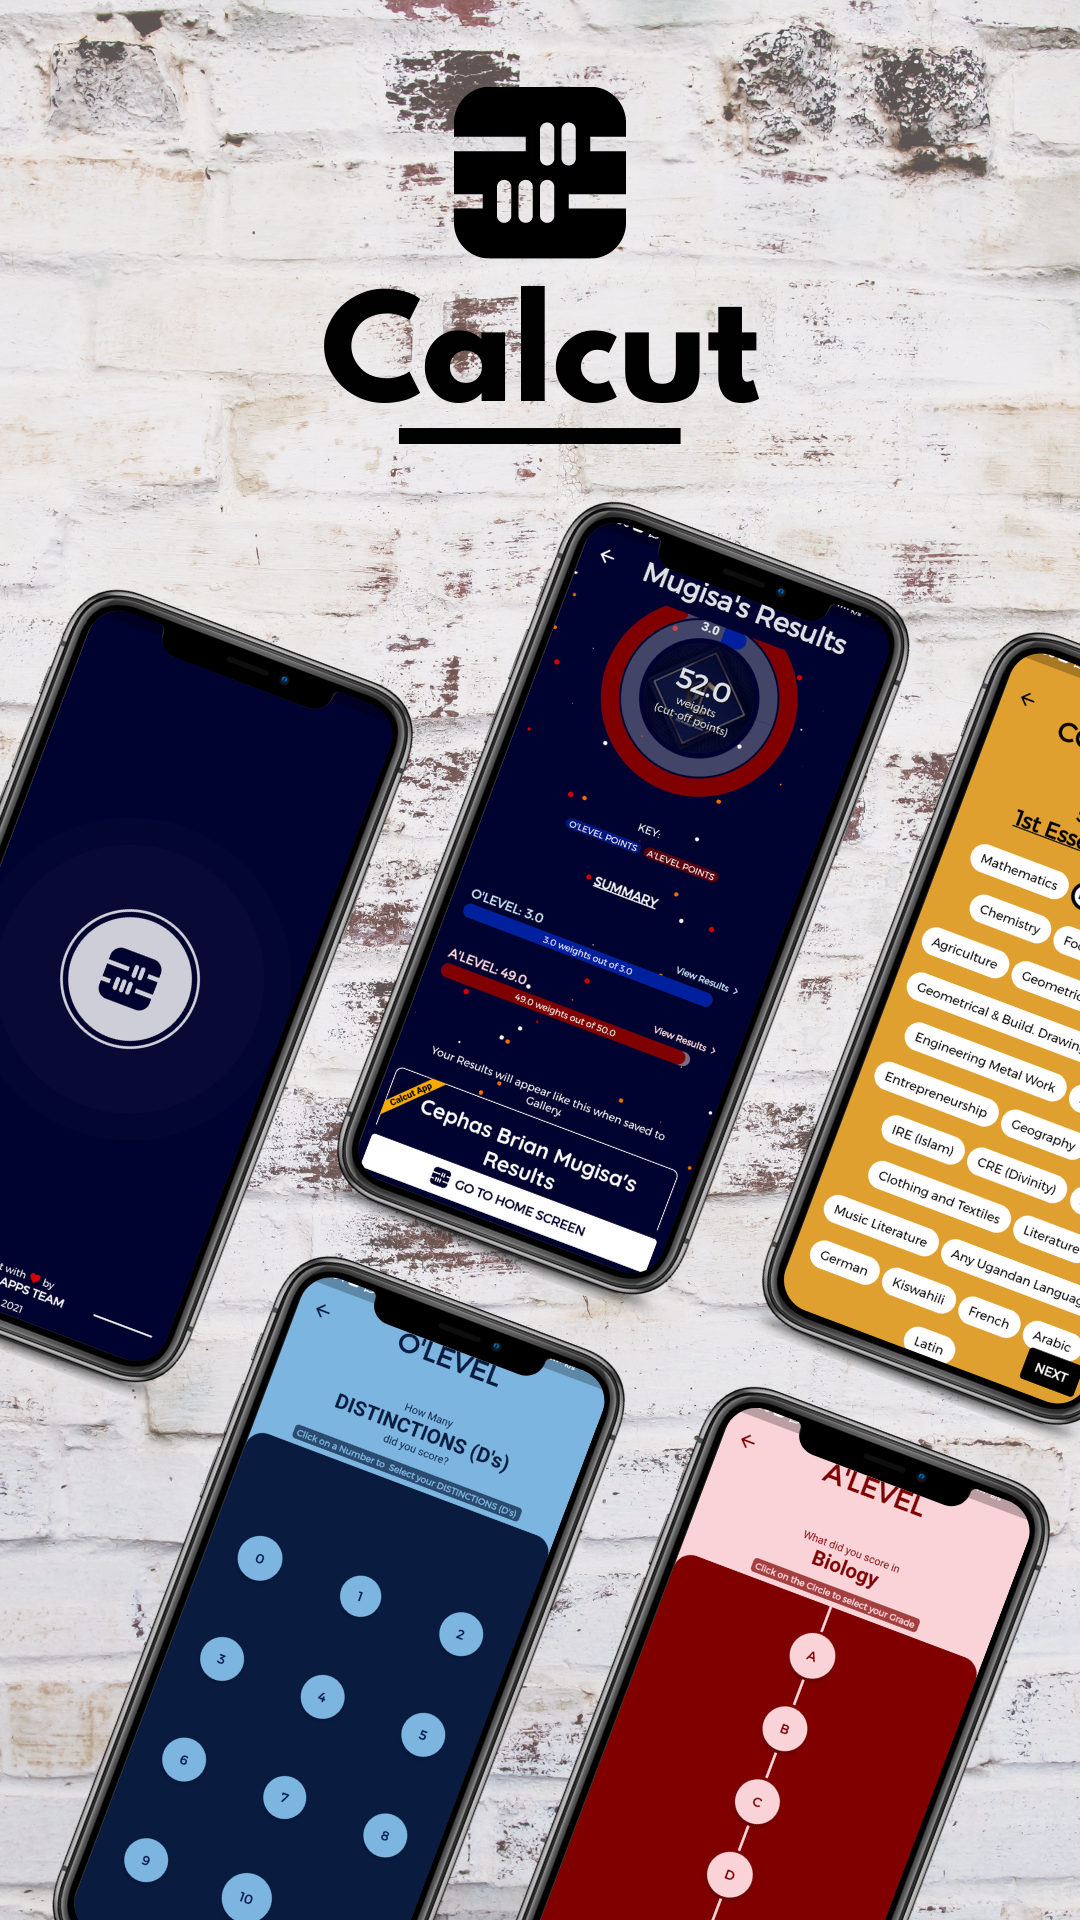 Calcut
Mugisa's Results
3.0
52.0
weights
(cut-off points)
KEY:
O'LEVEL POINTS
A'LEVEL POINTS
SUMMARY
O'LEVEL: 3.0
3.0 weights out of 3.0
View Results >
A'LEVEL: 49.0
49.0 weights out of 50.0
View Results >
Your Results will appear like this when saved to
Gallery.
Calcut App
Cephas Brian Mugisa's
Results
GO TO HOME SCREEN
with
by
APPS TEAM
2021
1st
Mathematics
Chemistry
Agriculture
Geometrical & Build.
Engineering Metal Work
Entrepreneurship
Geography
IRE (Islam)
CRE (Divinity)
Clothing and Textiles
Literature
Music Literature
Any Ugandan
German
Kiswahili
French
Arabic
Latin
NEXT
O'LEVEL
How Many
DISTINCTIONS (D's)
did you score?
Click on a Number to Select your DISTINCTIONS (D's)
0
1
2
3
4
5
6
7
8
9
10
A'LEVEL
What did you score in
Biology
Click on the Circle to select your Grade
A
B
C
D